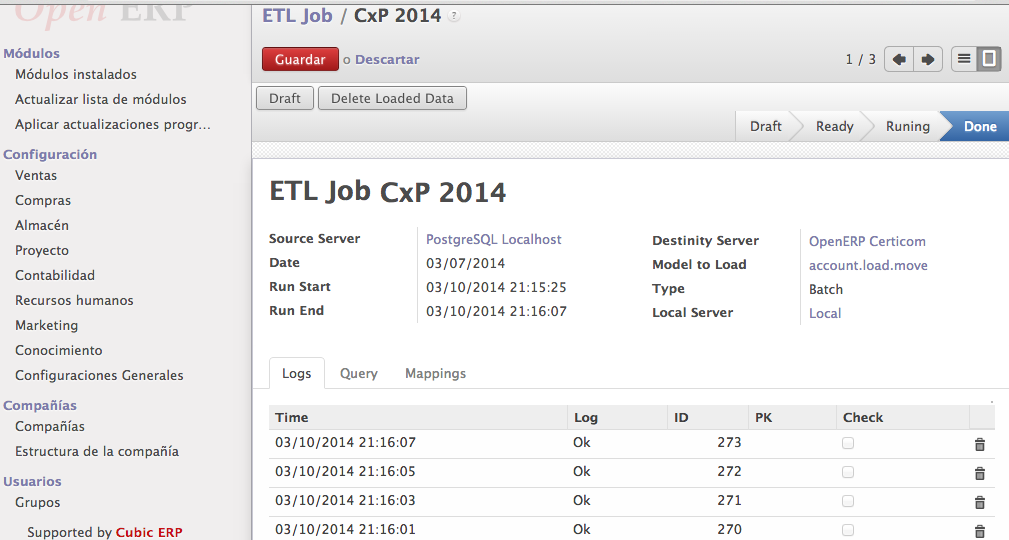 Open ERP
Módulos
Módulos instalados
Actualizar lista de módulos
Aplicar actualizaciones progr...
Configuración
Ventas
Compras
Almacén
Proyecto
Contabilidad
Recursos humanos
Marketing
Conocimiento
Configuraciones Generales
Compañías
Compañías
Estructura de la compañía
Usuarios
Grupos
Supported by Cubic ERP
ETL Job / CxP 2014 ?
Guardar o Descartar
1 / 3
Draft Delete Loaded Data
Draft Ready Runing Done
ETL Job CxP 2014
Source Server PostgreSQL Localhost
Date 03/07/2014
Run Start 03/10/2014 21:15:25
Run End 03/10/2014 21:16:07
Destinity Server OpenERP Certicom
Model to Load account.load.move
Type Batch
Local Server Local
Logs Query Mappings
Time Log ID PK Check
03/10/2014 21:16:07 Ok 273
03/10/2014 21:16:05 Ok 272
03/10/2014 21:16:03 Ok 271
03/10/2014 21:16:01 Ok 270